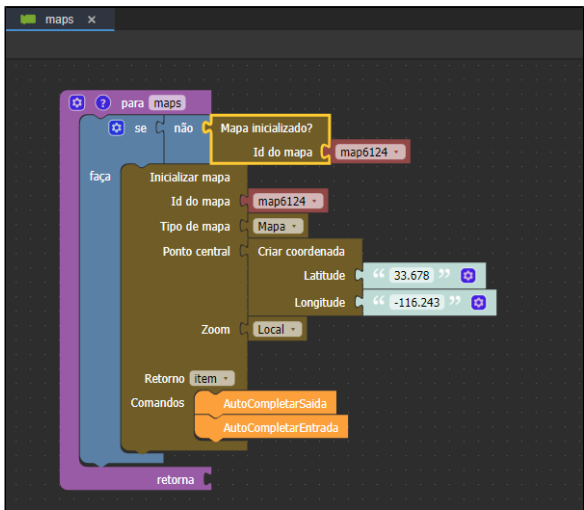 maps ×
? para maps
se não Mapa inicializado?
Id do mapa map6124
faça Inicializar mapa
Id do mapa map6124
Tipo de mapa Mapa
Ponto central Criar coordenada
Latitude “ 33.678 ”
Longitude “ -116.243 ”
Zoom Local
Retorno item
Comandos AutoCompletarSaida
AutoCompletarEntrada
retorna